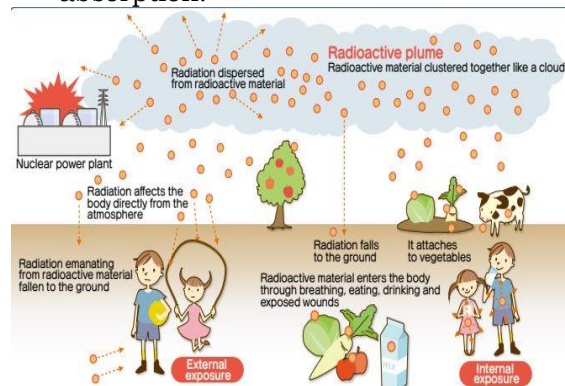 absorption.
Radioactive plume
Radioactive material clustered together like a cloud
Radiation dispersed
from radioactive material
Nuclear power plant
Radiation affects the
body directly from the
atmosphere
Radiation falls
to the ground
It attaches
to vegetables
Radiation emanating
from radioactive material
fallen to the ground
Radioactive material enters the body
through breathing, eating, drinking and
exposed wounds
MILK
External
exposure
Internal
exposure